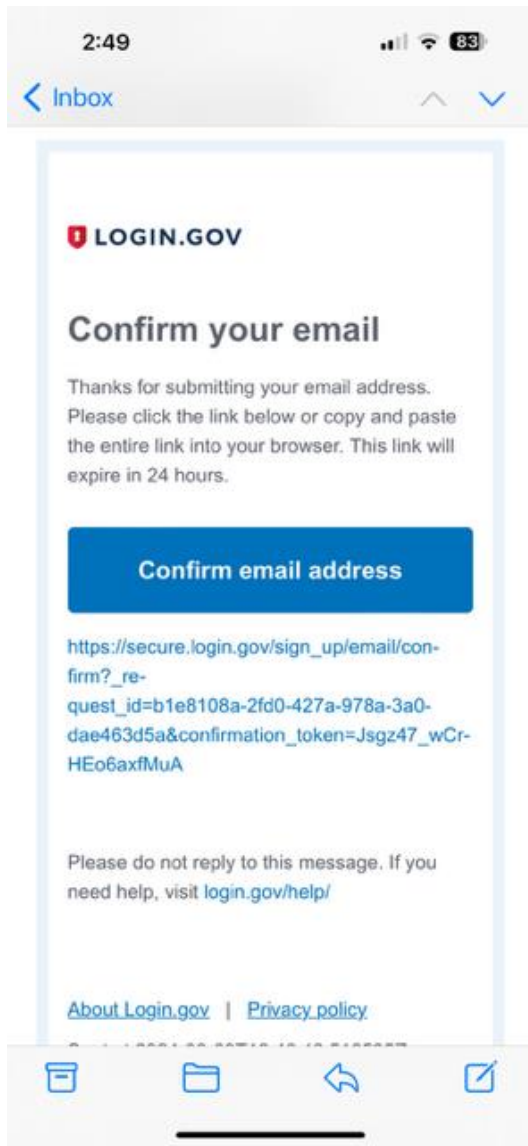 2:49
83
Inbox
LOGIN.GOV
Confirm your email
Thanks for submitting your email address.
Please click the link below or copy and paste
the entire link into your browser. This link will
expire in 24 hours.
Confirm email address
https://secure.login.gov/sign_up/email/con-
firm?_re-
quest_id=b1e8108a-2fd0-427a-978a-3a0-
dae463d5a&confirmation_token=Jsgz47_wCr-
HEo6axfMuA
Please do not reply to this message. If you
need help, visit login.gov/help/
About Login.gov | Privacy policy